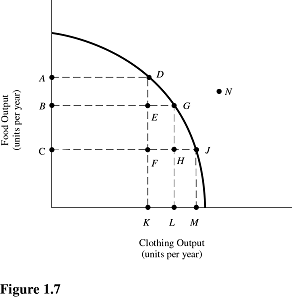 A
D
B
G
N
E
C
J
F
H
K L M
Food Output
(units per year)
Clothing Output
(units per year)
Figure 1.7